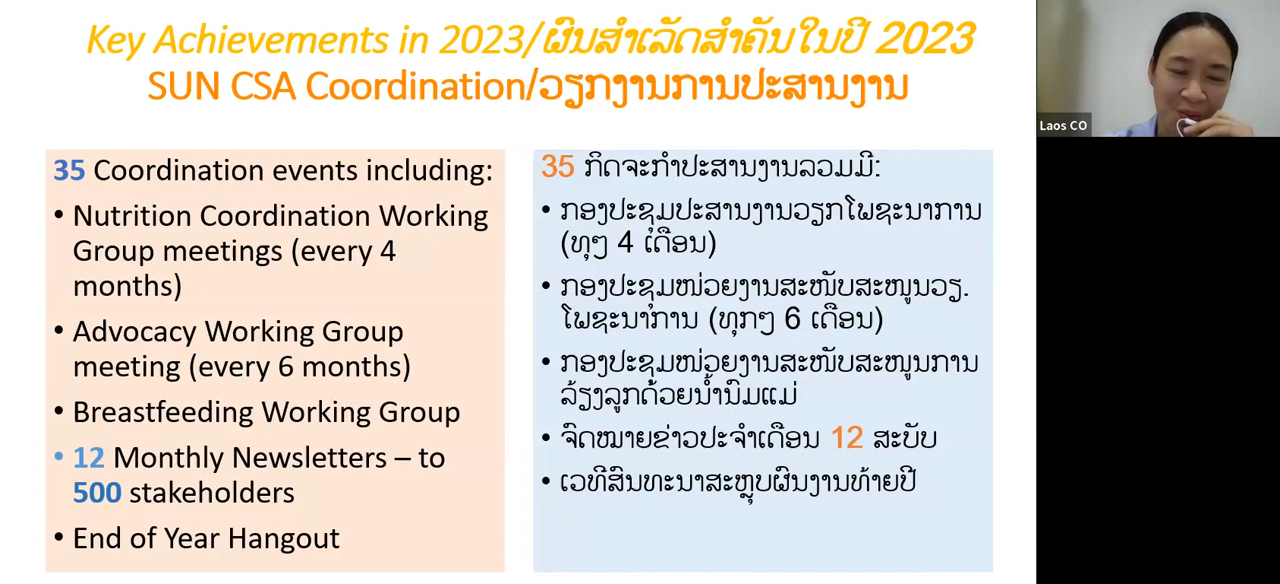 Key Achievements in 2023/ຜົນສໍາເລັດສໍາຄັນໃນປີ 2023
SUN CSA Coordination/ວຽກງານການປະສານງານ
35 Coordination events including:
• Nutrition Coordination Working
Group meetings (every 4
months)
• Advocacy Working Group
meeting (every 6 months)
• Breastfeeding Working Group
• 12 Monthly Newsletters – to
500 stakeholders
• End of Year Hangout
35 ກິດຈະກໍາປະສານງານລວມມີ:
• ກອງປະຊຸມປະສານງານວຽກໂພຊະນາການ
(ທຸໆ 4 ເດືອນ)
• ກອງປະຊຸມໜ່ວຍງານສະໜັບສະໜູນວຽ.
ໂພຊະນາການ (ທຸກໆ 6 ເດືອນ)
• ກອງປະຊຸມໜ່ວຍງານສະໜັບສະໜູນການ
ລ້ຽງລູກດ້ວຍນໍ້ານົມແມ່
• ຈົດໝາຍຂ່າວປະຈໍາເດືອນ 12 ສະບັບ
• ເວທີສົນທະນາສະຫຼຸບຜົນງານທ້າຍປີ
Laos CO